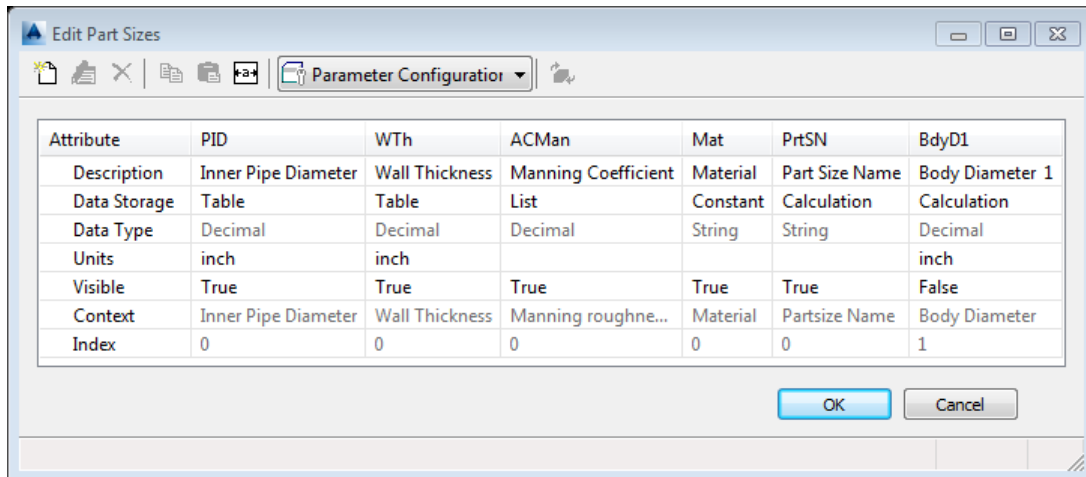 Edit Part Sizes
Parameter Configuration
Attribute PID WTh ACMan Mat PrtSN BdyD1
Description Inner Pipe Diameter Wall Thickness Manning Coefficient Material Part Size Name Body Diameter 1
Data Storage Table Table List Constant Calculation Calculation
Data Type Decimal Decimal Decimal String String Decimal
Units inch inch inch
Visible True True True True True False
Context Inner Pipe Diameter Wall Thickness Manning roughne... Material Partsize Name Body Diameter
Index 0 0 0 0 0 1
OK Cancel